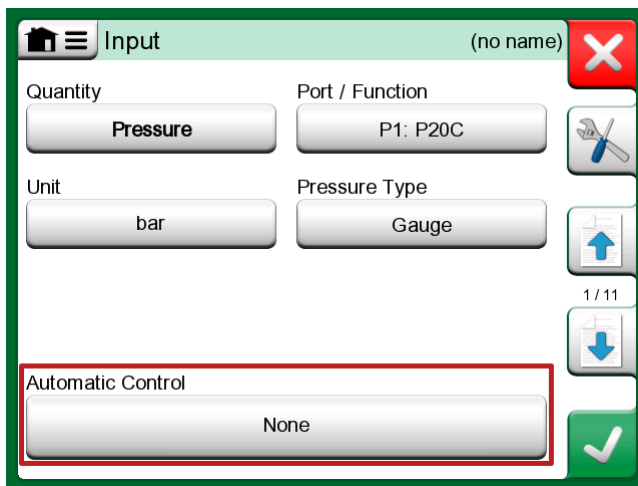 Input
(no name)
Quantity
Port / Function
Pressure
P1: P20C
Unit
Pressure Type
bar
Gauge
1 / 11
Automatic Control
None